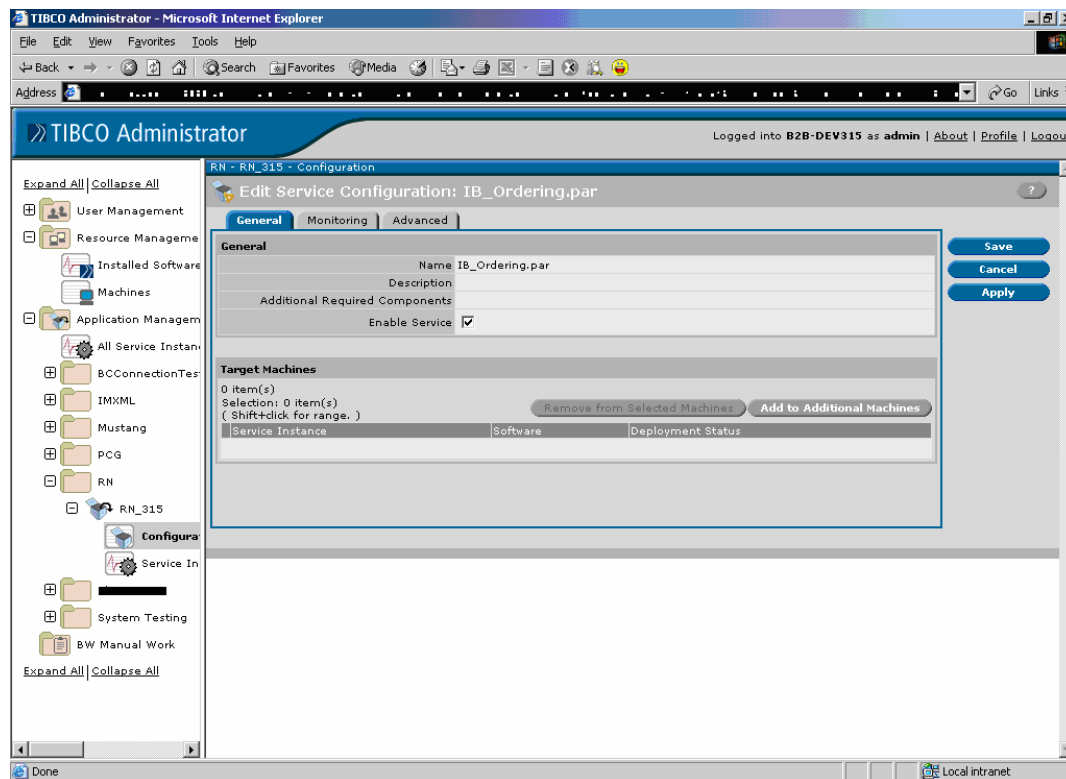 TIBCO Administrator - Microsoft Internet Explorer
File Edit View Favorites Tools Help
Back Search Favorites Media
Address Go Links
TIBCO Administrator
Logged into B2B-DEV315 as admin | About | Profile | Logou
RN - RN_315 - Configuration
Edit Service Configuration: IB_Ordering.par
?
General Monitoring Advanced
Expand All | Collapse All
User Management
Resource Manageme
Installed Software
Machines
Application Managem
All Service Instan
BCConnectionTes
IMXML
Mustang
PCG
RN
RN_315
Configura
Service In
System Testing
BW Manual Work
Expand All | Collapse All
General
Name IB_Ordering.par
Description
Additional Required Components
Enable Service
Save
Cancel
Apply
Target Machines
0 item(s)
Selection: 0 item(s)
( Shift+click for range. )
Remove from Selected Machines Add to Additional Machines
Service Instance Software Deployment Status
Done Local intranet